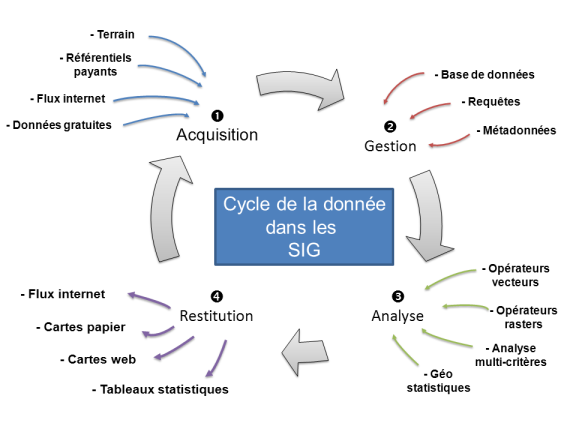 - Terrain
- Référentiels
payants
- Flux internet
- Données gratuites
❶
Acquisition
- Base de données
- Requêtes
- Métadonnées
❷
Gestion
Cycle de la donnée
dans les
SIG
- Opérateurs
vecteurs
- Opérateurs
rasters
- Analyse
multi-critères
- Géo
statistiques
❸
Analyse
❹
Restitution
- Flux internet
- Cartes papier
- Cartes web
- Tableaux statistiques